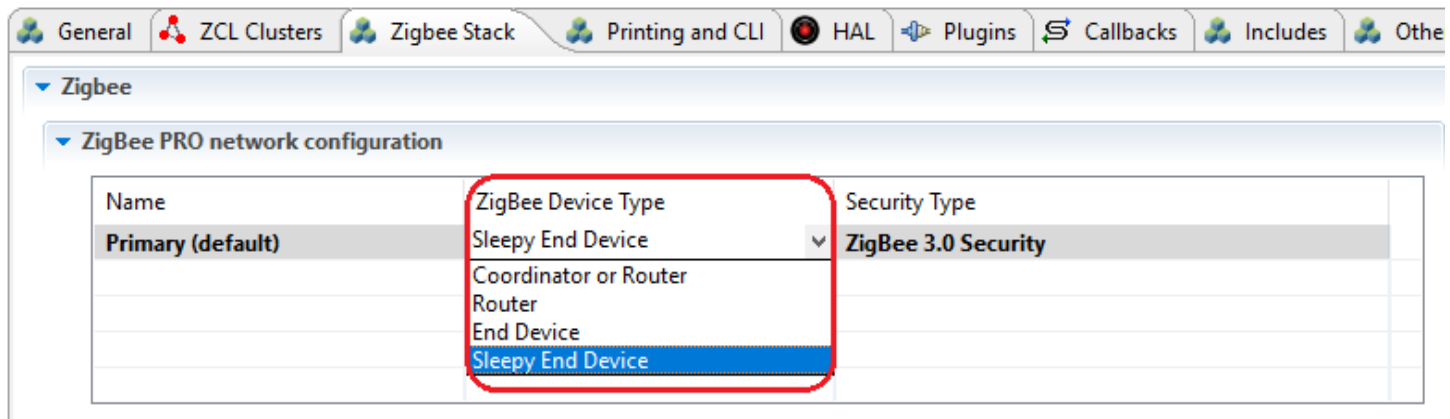 General ZCL Clusters Zigbee Stack Printing and CLI HAL Plugins Callbacks Includes Othe
Zigbee
ZigBee PRO network configuration
Name ZigBee Device Type Security Type
Primary (default) Sleepy End Device ZigBee 3.0 Security
Coordinator or Router
Router
End Device
Sleepy End Device